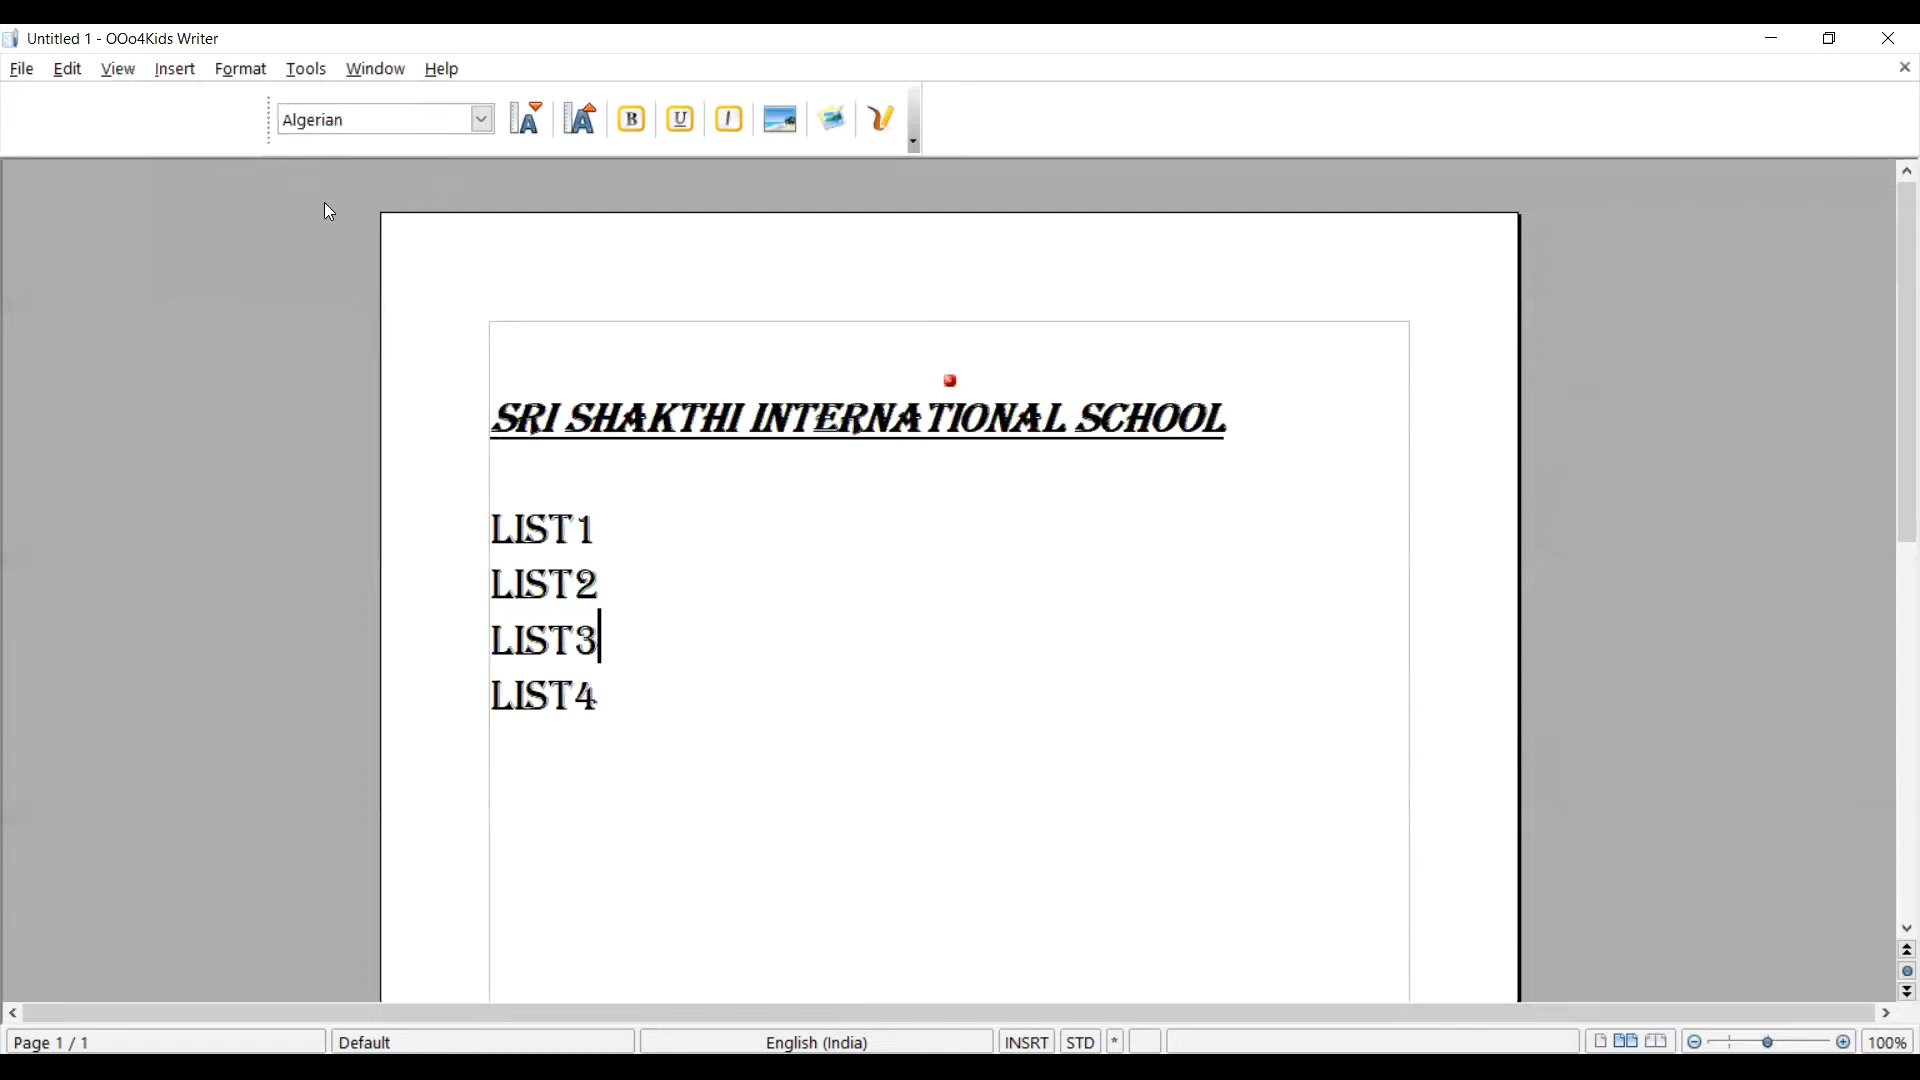 Untitled 1 - OOo4Kids Writer
File Edit View Insert Format Tools Window Help
Algerian
SRI SHAKTHI INTERNATIONAL SCHOOL
LIST1
LIST2
LIST3
LIST4
Page 1 / 1 Default English (India) INSRT STD * 100%